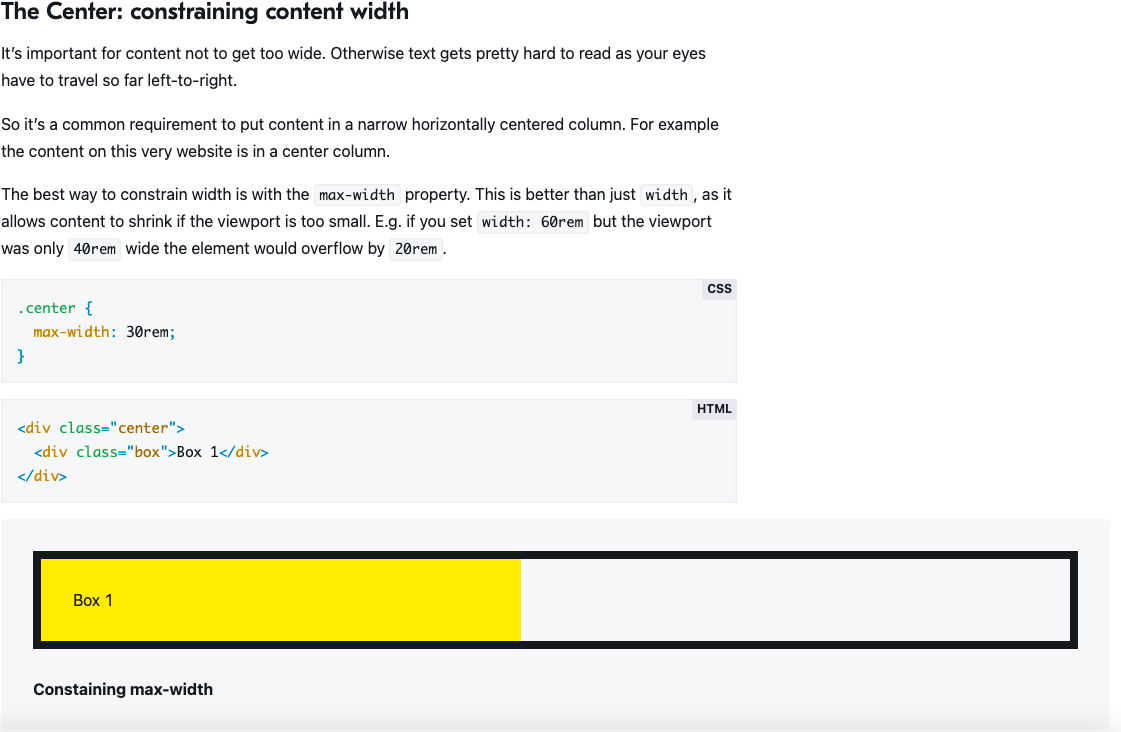 The Center: constraining content width
It’s important for content not to get too wide. Otherwise text gets pretty hard to read as your eyes
have to travel so far left-to-right.
So it’s a common requirement to put content in a narrow horizontally centered column. For example
the content on this very website is in a center column.
The best way to constrain width is with the max-width property. This is better than just width, as it
allows content to shrink if the viewport is too small. E.g. if you set width: 60rem but the viewport
was only 40rem wide the element would overflow by 20rem.
CSS
.center {
  max-width: 30rem;
}
HTML
<div class="center">
  <div class="box">Box 1</div>
</div>
Box 1
Constaining max-width